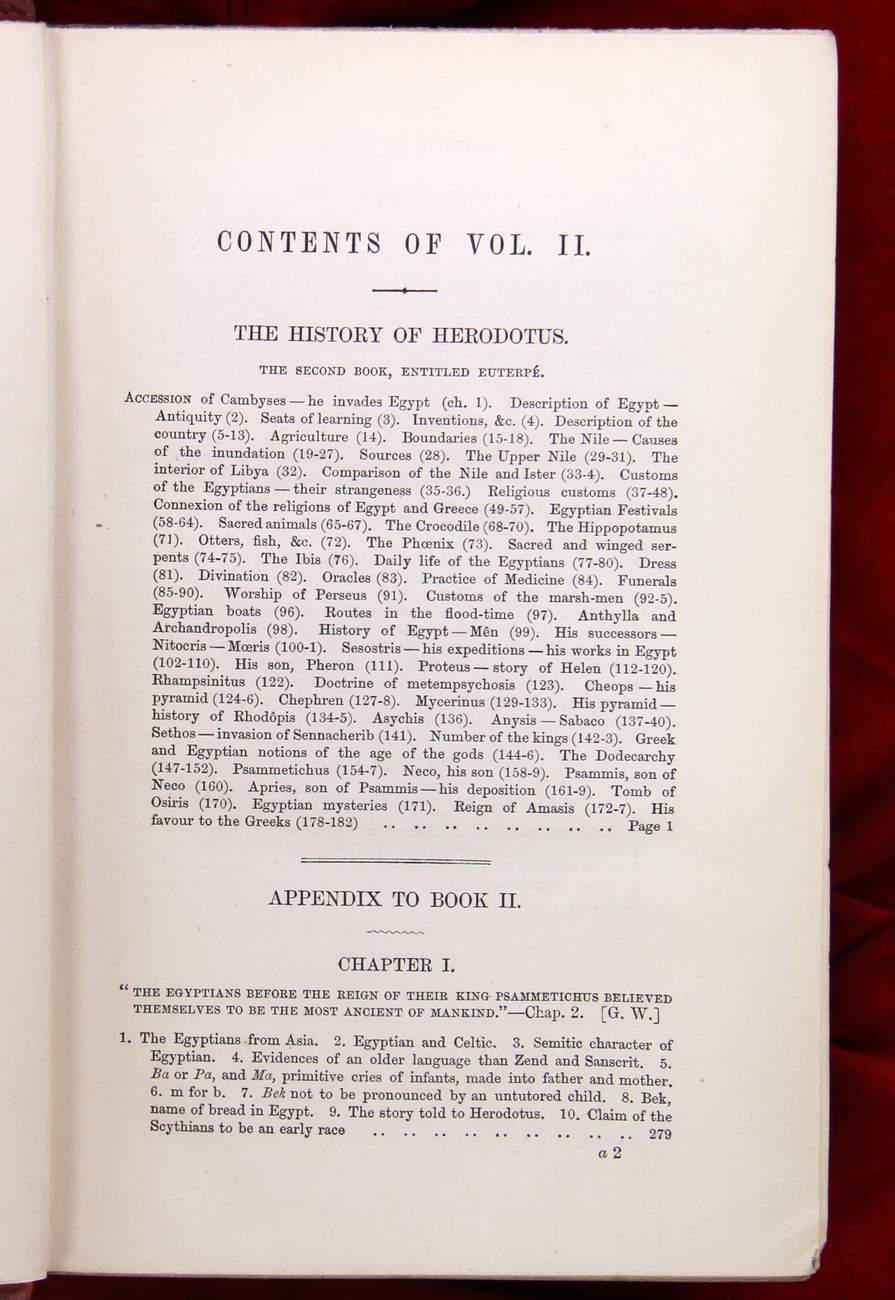 CONTENTS OF VOL. II.
THE HISTORY OF HERODOTUS.
THE SECOND BOOK, ENTITLED EUTERPÉ.
ACCESSION of Cambyses — he invades Egypt (ch. 1). Description of Egypt —
Antiquity (2). Seats of learning (3). Inventions, &c. (4). Description of the
country (5-13). Agriculture (14). Boundaries (15-18). The Nile — Causes
of the inundation (19-27). Sources (28). The Upper Nile (29-31). The
interior of Libya (32). Comparison of the Nile and Ister (33-4). Customs
of the Egyptians — their strangeness (35-36.) Religious customs (37-48).
Connexion of the religions of Egypt and Greece (49-57). Egyptian Festivals
(58-64). Sacred animals (65-67). The Crocodile (68-70). The Hippopotamus
(71). Otters, fish, &c. (72). The Phœnix (73). Sacred and winged ser-
pents (74-75). The Ibis (76). Daily life of the Egyptians (77-80). Dress
(81). Divination (82). Oracles (83). Practice of Medicine (84). Funerals
(85-90). Worship of Perseus (91). Customs of the marsh-men (92-5).
Egyptian boats (96). Routes in the flood-time (97). Anthylla and
Archandropolis (98). History of Egypt — Mên (99). His successors —
Nitocris — Mœris (100-1). Sesostris — his expeditions — his works in Egypt
(102-110). His son, Pheron (111). Proteus — story of Helen (112-120).
Rhampsinitus (122). Doctrine of metempsychosis (123). Cheops — his
pyramid (124-6). Chephren (127-8). Mycerinus (129-133). His pyramid —
history of Rhodôpis (134-5). Asychis (136). Anysis — Sabaco (137-40).
Sethos — invasion of Sennacherib (141). Number of the kings (142-3). Greek
and Egyptian notions of the age of the gods (144-6). The Dodecarchy
(147-152). Psammetichus (154-7). Neco, his son (158-9). Psammis, son of
Neco (160). Apries, son of Psammis — his deposition (161-9). Tomb of
Osiris (170). Egyptian mysteries (171). Reign of Amasis (172-7). His
favour to the Greeks (178-182) .. .. .. .. .. .. .. .. Page 1
APPENDIX TO BOOK II.
CHAPTER I.
“ THE EGYPTIANS BEFORE THE REIGN OF THEIR KING PSAMMETICHUS BELIEVED
THEMSELVES TO BE THE MOST ANCIENT OF MANKIND.”—Chap. 2. [G. W.]
1. The Egyptians from Asia. 2. Egyptian and Celtic. 3. Semitic character of
Egyptian. 4. Evidences of an older language than Zend and Sanscrit. 5.
Ba or Pa, and Ma, primitive cries of infants, made into father and mother.
6. m for b. 7. Bek not to be pronounced by an untutored child. 8. Bek,
name of bread in Egypt. 9. The story told to Herodotus. 10. Claim of the
Scythians to be an early race .. .. .. .. .. .. .. .. .. 279
a 2